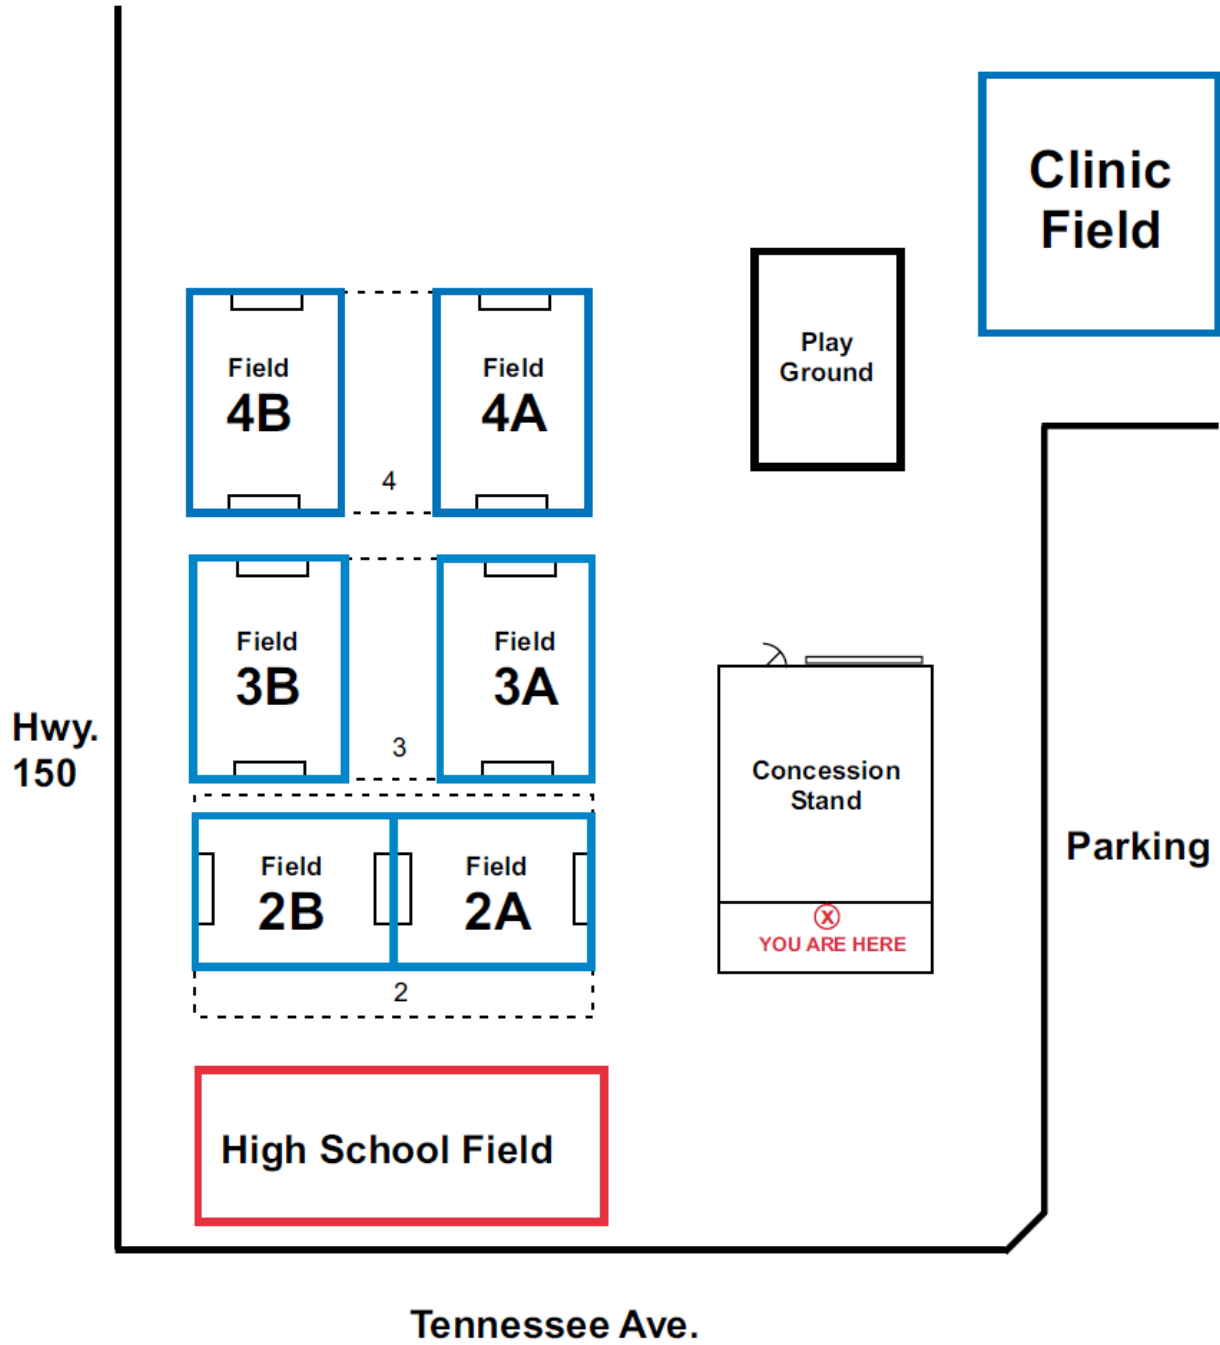 Clinic
Field
Play
Ground
Field
4B
Field
4A
4
Field
3B
Field
3A
3
Hwy.
150
Concession
Stand
Parking
Field
2B
Field
2A
X
YOU ARE HERE
2
High School Field
Tennessee Ave.